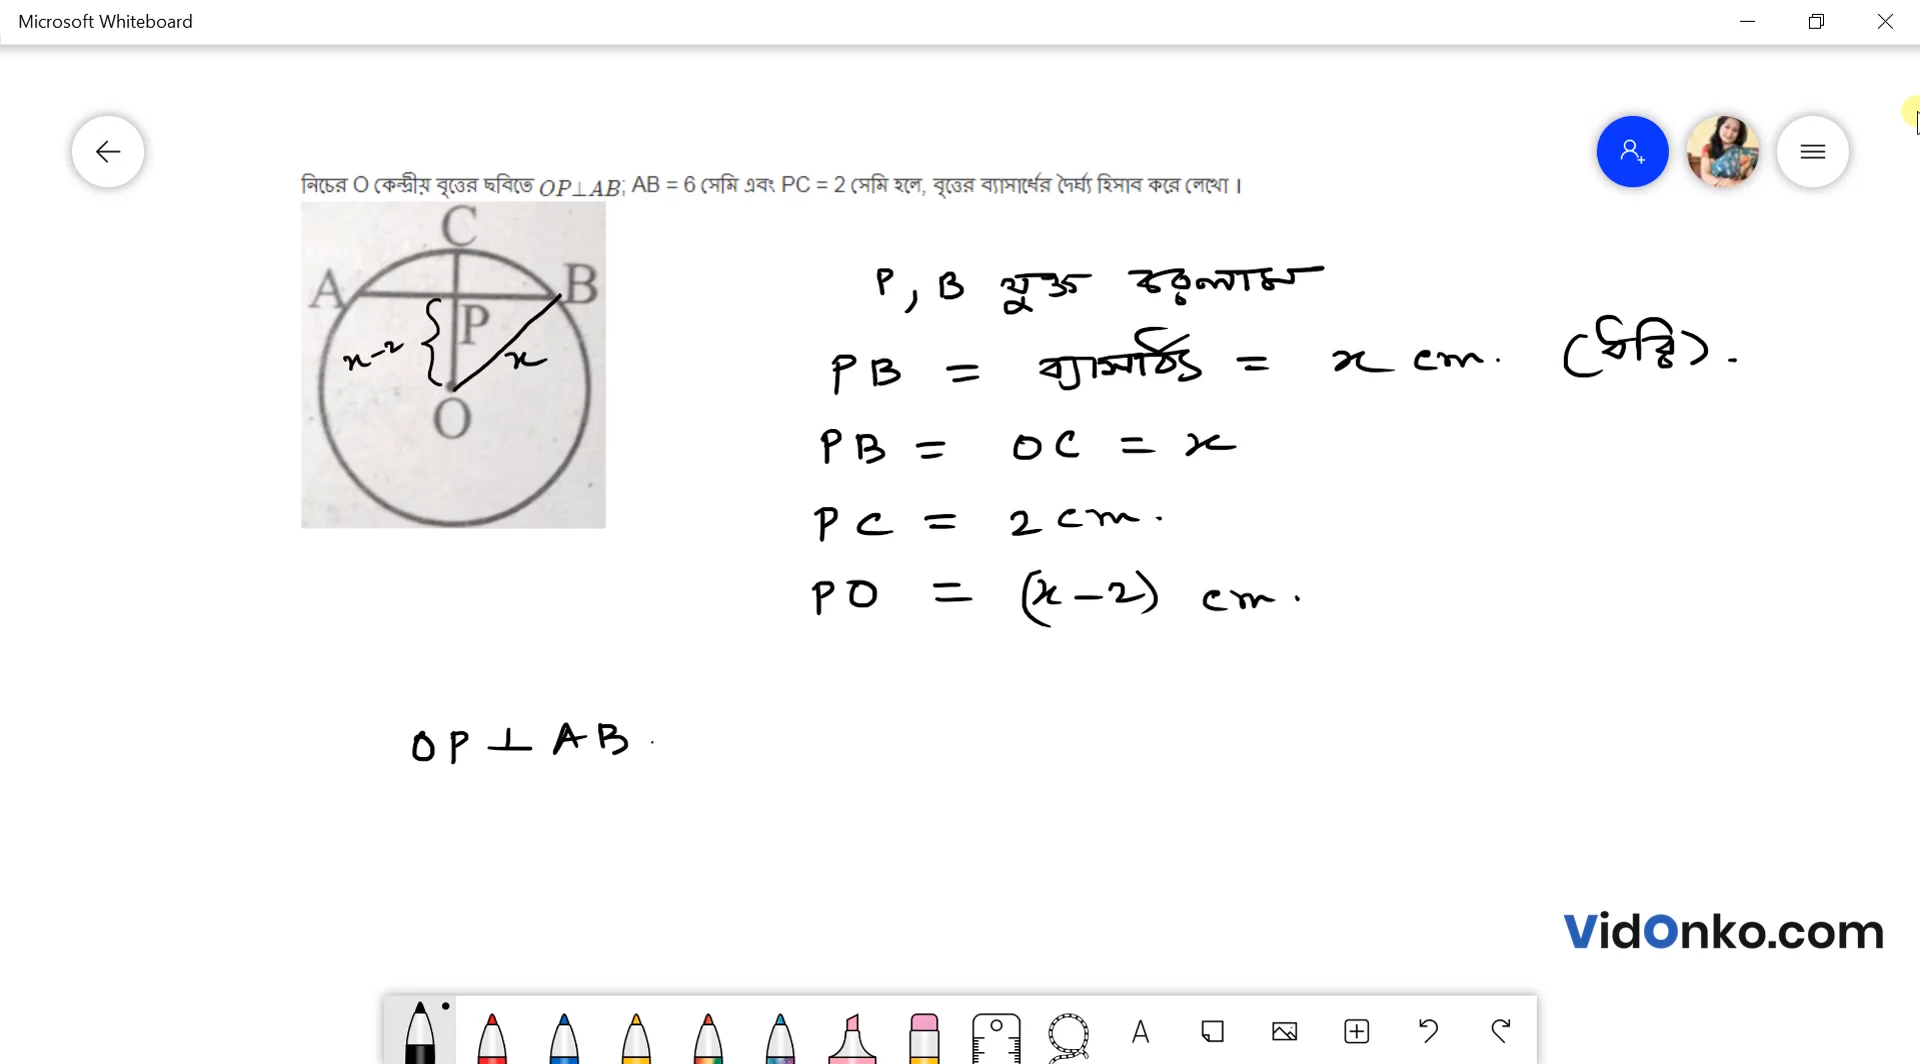 Microsoft Whiteboard
নিচের O কেন্দ্রীয় বৃত্তের ছবিতে OP⊥AB; AB = 6 সেমি এবং PC = 2 সেমি হলে, বৃত্তের ব্যাসার্ধের দৈর্ঘ্য হিসাব করে লেখো ।
C
A
B
P
x-2
x
O
P, B যুক্ত করলাম
PB = ব্যাসার্ধ = x cm. (ধরি).
PB = OC = x
PC = 2 cm.
PO = (x-2) cm.
OP ⊥ AB.
VidOnko.com
A